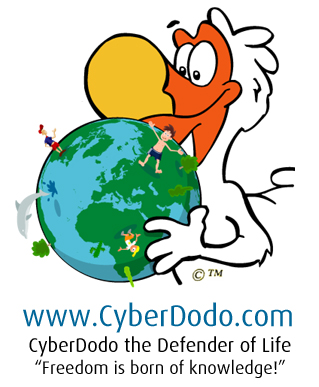 © ™
www.CyberDodo.com
CyberDodo the Defender of Life
“Freedom is born of knowledge!”